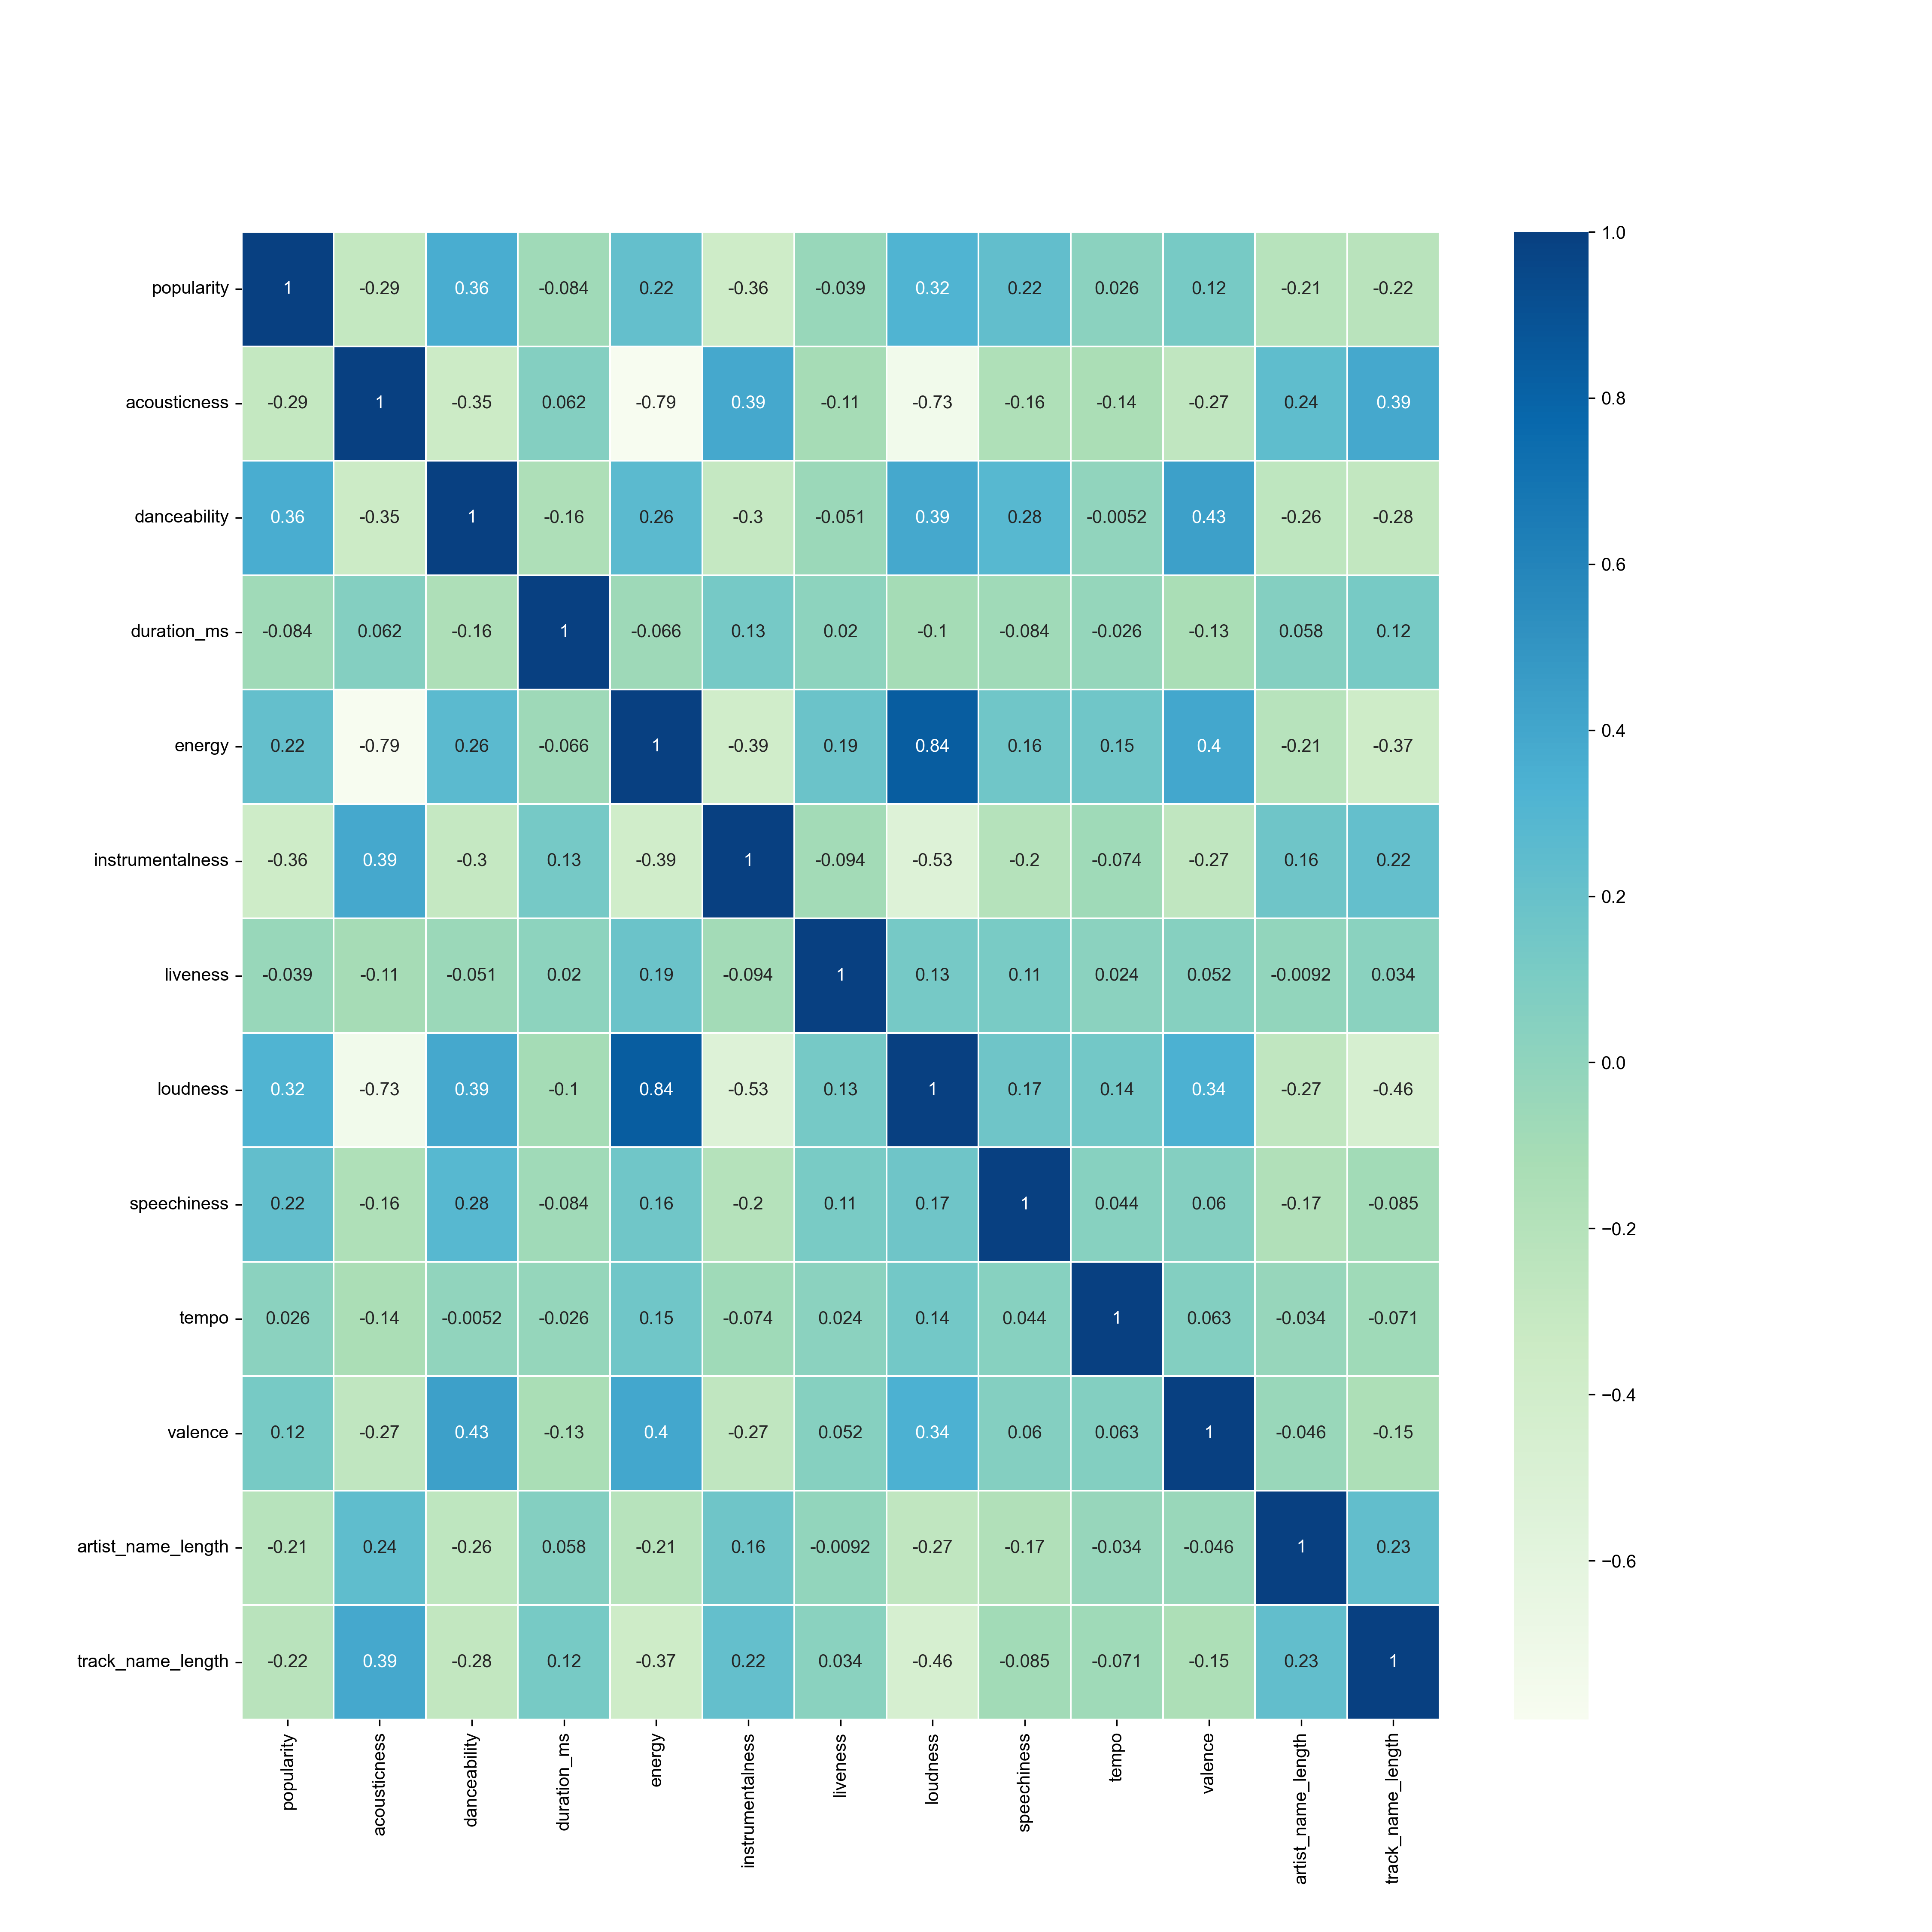 popularity 1 -0.29 0.36 -0.084 0.22 -0.36 -0.039 0.32 0.22 0.026 0.12 -0.21 -0.22
acousticness -0.29 1 -0.35 0.062 -0.79 0.39 -0.11 -0.73 -0.16 -0.14 -0.27 0.24 0.39
danceability 0.36 -0.35 1 -0.16 0.26 -0.3 -0.051 0.39 0.28 -0.0052 0.43 -0.26 -0.28
duration_ms -0.084 0.062 -0.16 1 -0.066 0.13 0.02 -0.1 -0.084 -0.026 -0.13 0.058 0.12
energy 0.22 -0.79 0.26 -0.066 1 -0.39 0.19 0.84 0.16 0.15 0.4 -0.21 -0.37
instrumentalness -0.36 0.39 -0.3 0.13 -0.39 1 -0.094 -0.53 -0.2 -0.074 -0.27 0.16 0.22
liveness -0.039 -0.11 -0.051 0.02 0.19 -0.094 1 0.13 0.11 0.024 0.052 -0.0092 0.034
loudness 0.32 -0.73 0.39 -0.1 0.84 -0.53 0.13 1 0.17 0.14 0.34 -0.27 -0.46
speechiness 0.22 -0.16 0.28 -0.084 0.16 -0.2 0.11 0.17 1 0.044 0.06 -0.17 -0.085
tempo 0.026 -0.14 -0.0052 -0.026 0.15 -0.074 0.024 0.14 0.044 1 0.063 -0.034 -0.071
valence 0.12 -0.27 0.43 -0.13 0.4 -0.27 0.052 0.34 0.06 0.063 1 -0.046 -0.15
artist_name_length -0.21 0.24 -0.26 0.058 -0.21 0.16 -0.0092 -0.27 -0.17 -0.034 -0.046 1 0.23
track_name_length -0.22 0.39 -0.28 0.12 -0.37 0.22 0.034 -0.46 -0.085 -0.071 -0.15 0.23 1
popularity
acousticness
danceability
duration_ms
energy
instrumentalness
liveness
loudness
speechiness
tempo
valence
artist_name_length
track_name_length
1.0
0.8
0.6
0.4
0.2
0.0
−0.2
−0.4
−0.6